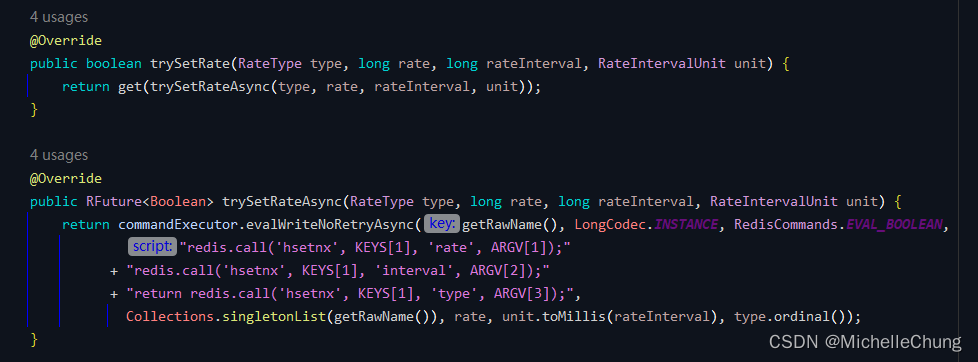 4 usages
@Override
public boolean trySetRate(RateType type, long rate, long rateInterval, RateIntervalUnit unit) {
    return get(trySetRateAsync(type, rate, rateInterval, unit));
}
4 usages
@Override
public RFuture<Boolean> trySetRateAsync(RateType type, long rate, long rateInterval, RateIntervalUnit unit) {
    return commandExecutor.evalWriteNoRetryAsync( key: getRawName(), LongCodec.INSTANCE, RedisCommands.EVAL_BOOLEAN,
            script: "redis.call('hsetnx', KEYS[1], 'rate', ARGV[1]);"
          + "redis.call('hsetnx', KEYS[1], 'interval', ARGV[2]);"
          + "return redis.call('hsetnx', KEYS[1], 'type', ARGV[3]);",
            Collections.singletonList(getRawName()), rate, unit.toMillis(rateInterval), type.ordinal());
}
CSDN @MichelleChung